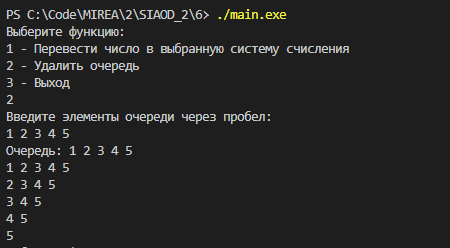 PS C:\Code\MIREA\2\SIAOD_2\6> ./main.exe
Выберите функцию:
1 - Перевести число в выбранную систему счисления
2 - Удалить очередь
3 - Выход
2
Введите элементы очереди через пробел:
1 2 3 4 5
Очередь: 1 2 3 4 5
1 2 3 4 5
2 3 4 5
3 4 5
4 5
5